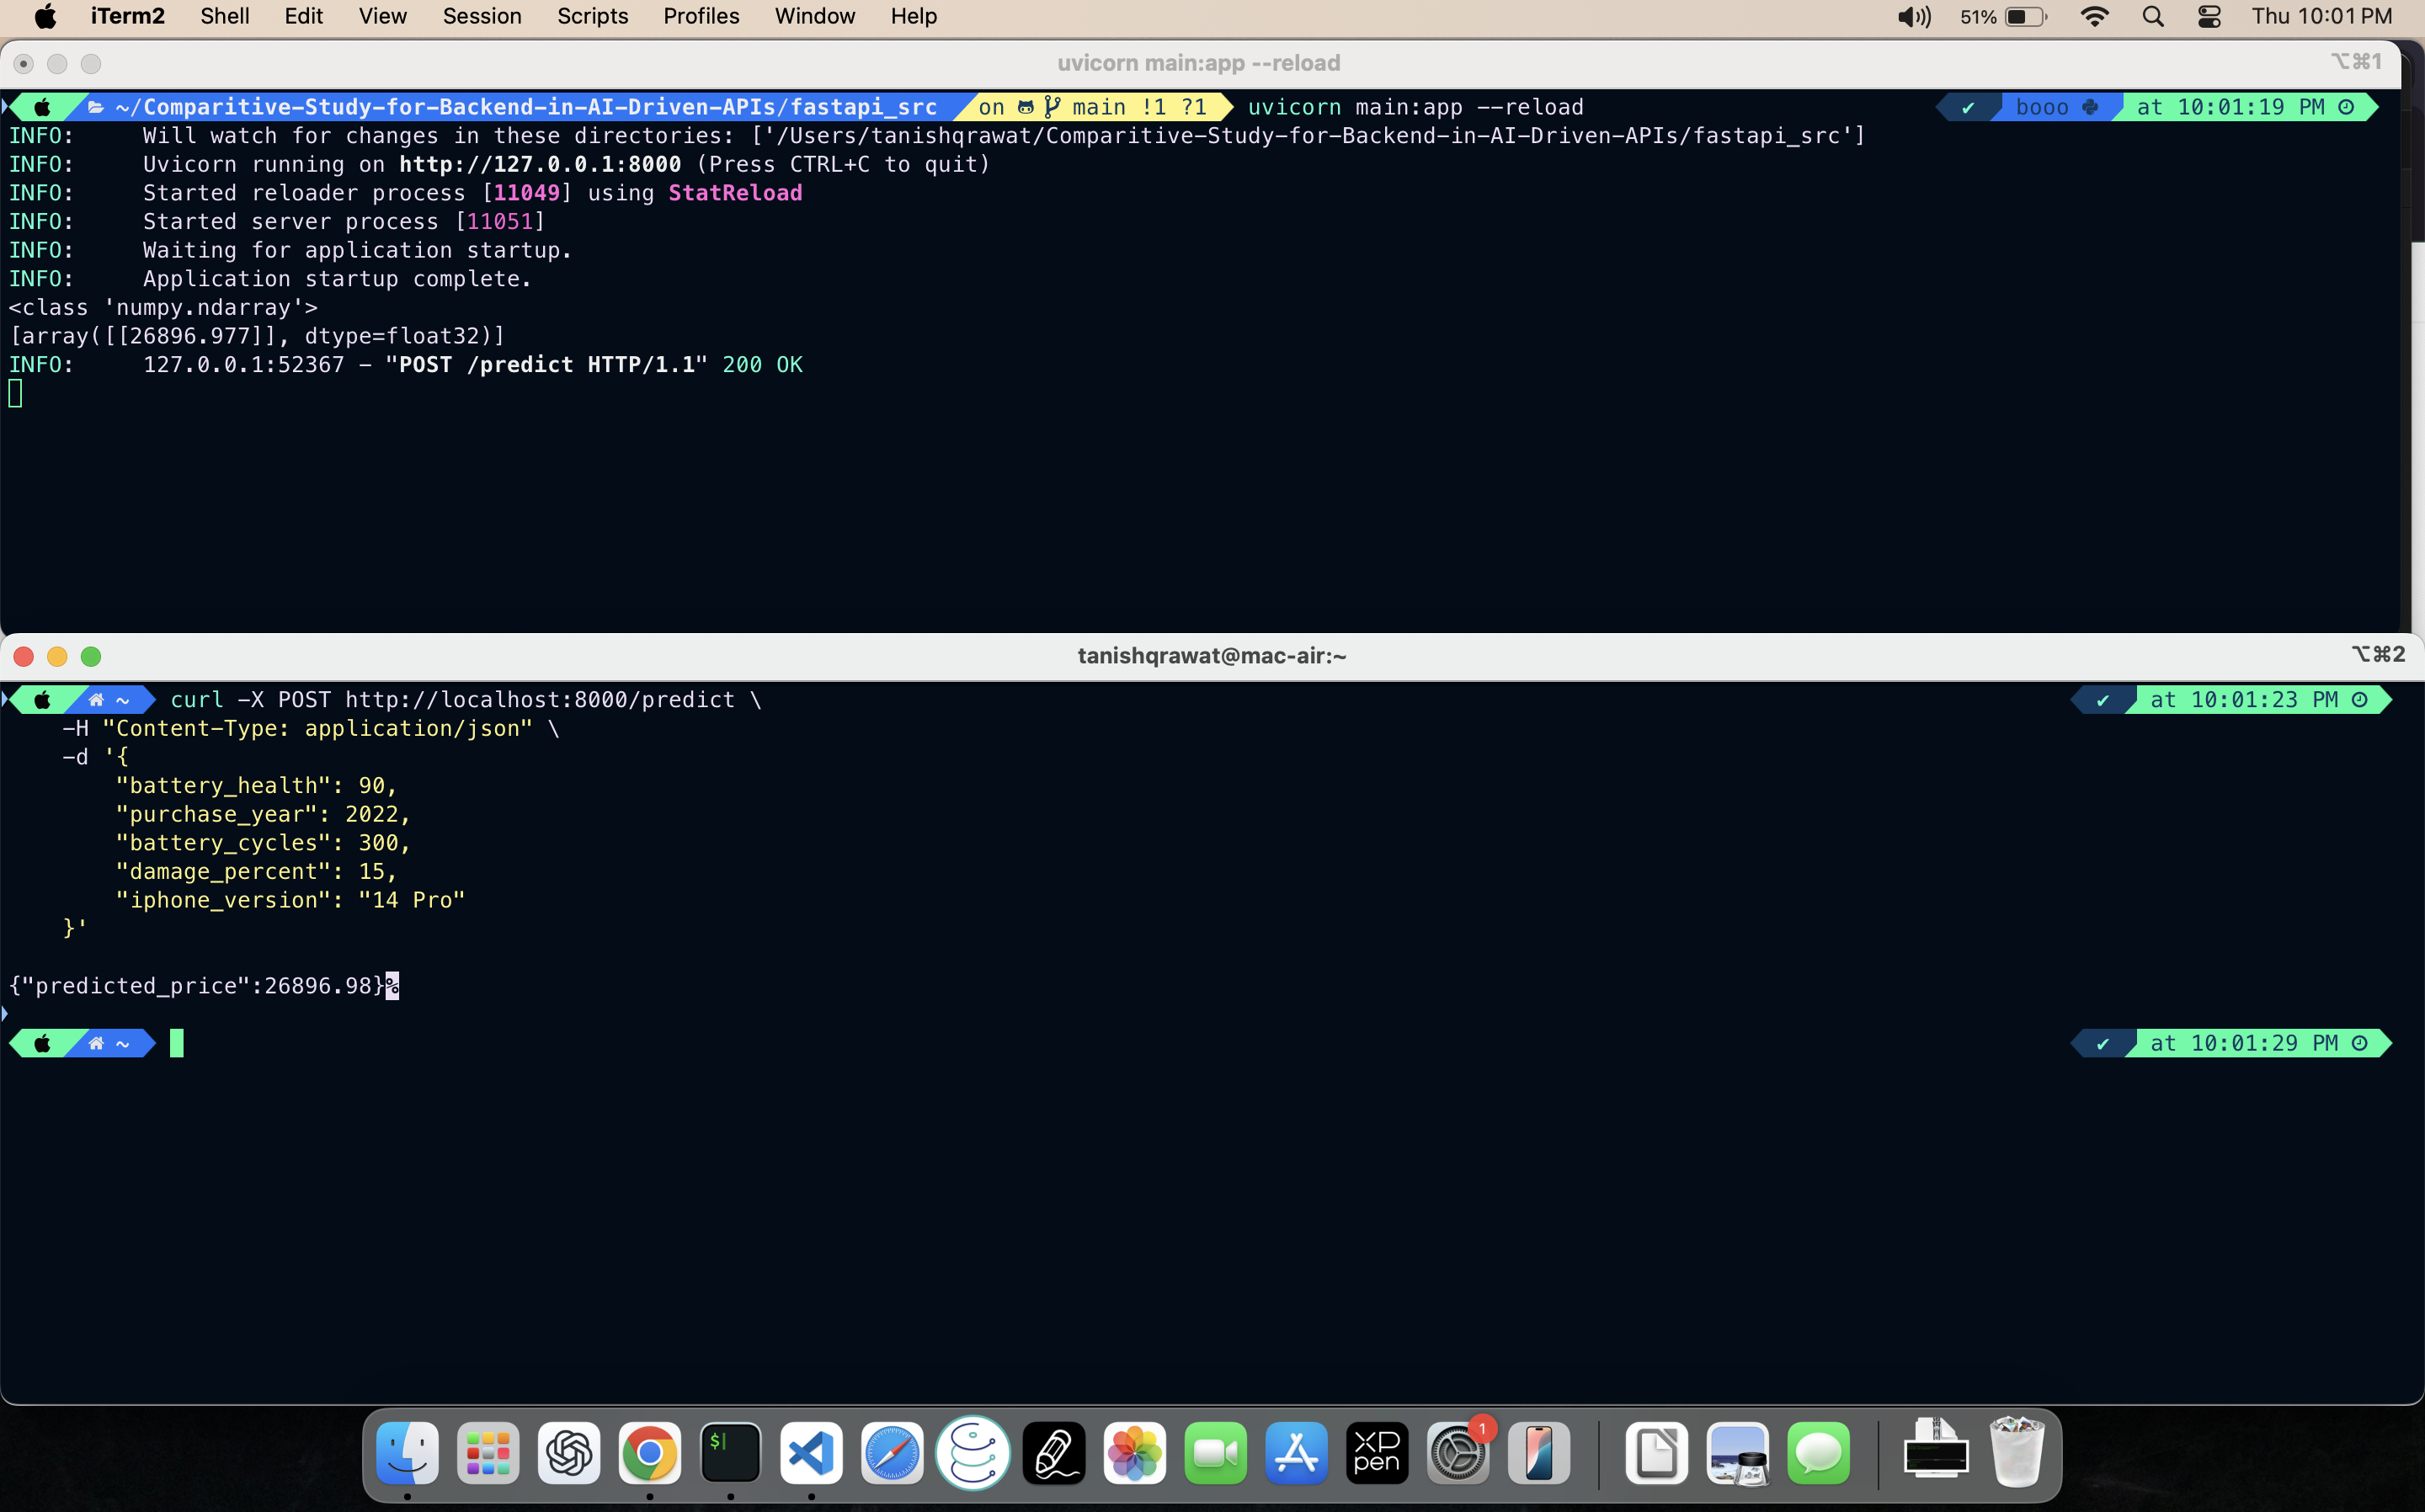 iTerm2 Shell Edit View Session Scripts Profiles Window Help 51% Thu 10:01 PM
uvicorn main:app --reload ⌥⌘1
~/Comparitive-Study-for-Backend-in-AI-Driven-APIs/fastapi_src on main !1 ?1 uvicorn main:app --reload ✔ booo at 10:01:19 PM
INFO: Will watch for changes in these directories: ['/Users/tanishqrawat/Comparitive-Study-for-Backend-in-AI-Driven-APIs/fastapi_src']
INFO: Uvicorn running on http://127.0.0.1:8000 (Press CTRL+C to quit)
INFO: Started reloader process [11049] using StatReload
INFO: Started server process [11051]
INFO: Waiting for application startup.
INFO: Application startup complete.
<class 'numpy.ndarray'>
[array([[26896.977]], dtype=float32)]
INFO: 127.0.0.1:52367 - "POST /predict HTTP/1.1" 200 OK
tanishqrawat@mac-air:~ ⌥⌘2
~ curl -X POST http://localhost:8000/predict \ ✔ at 10:01:23 PM
-H "Content-Type: application/json" \
-d '{
"battery_health": 90,
"purchase_year": 2022,
"battery_cycles": 300,
"damage_percent": 15,
"iphone_version": "14 Pro"
}'
{"predicted_price":26896.98}%
~ ✔ at 10:01:29 PM
$
XP
pen
1